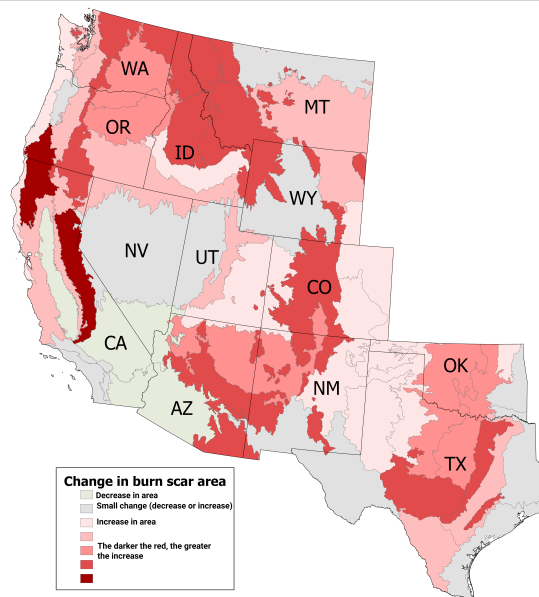 WA
MT
OR
ID
WY
NV
UT
CO
CA
OK
NM
AZ
TX
Change in burn scar area
Decrease in area
Small change (decrease or increase)
Increase in area
The darker the red, the greater
the increase